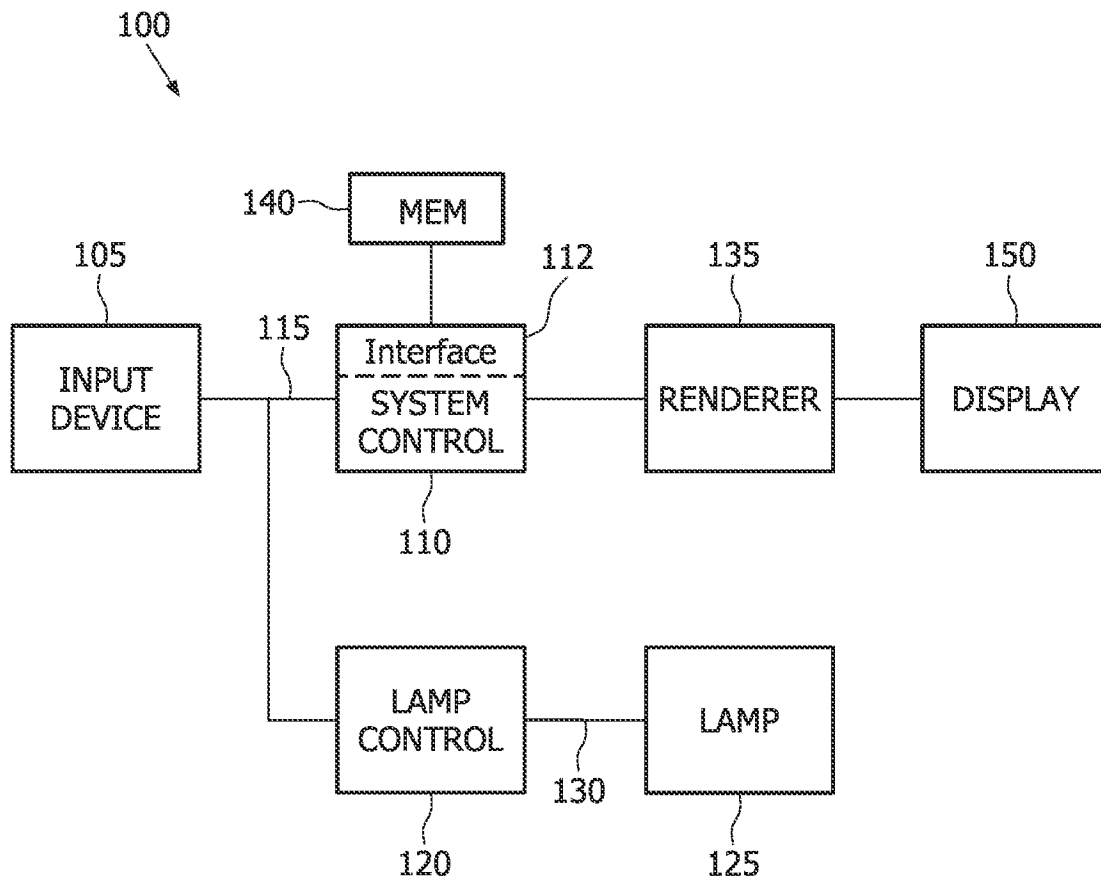 100
140
MEM
105
112
135
150
115
INPUT
DEVICE
Interface
SYSTEM
CONTROL
RENDERER
DISPLAY
110
LAMP
CONTROL
LAMP
130
120
125